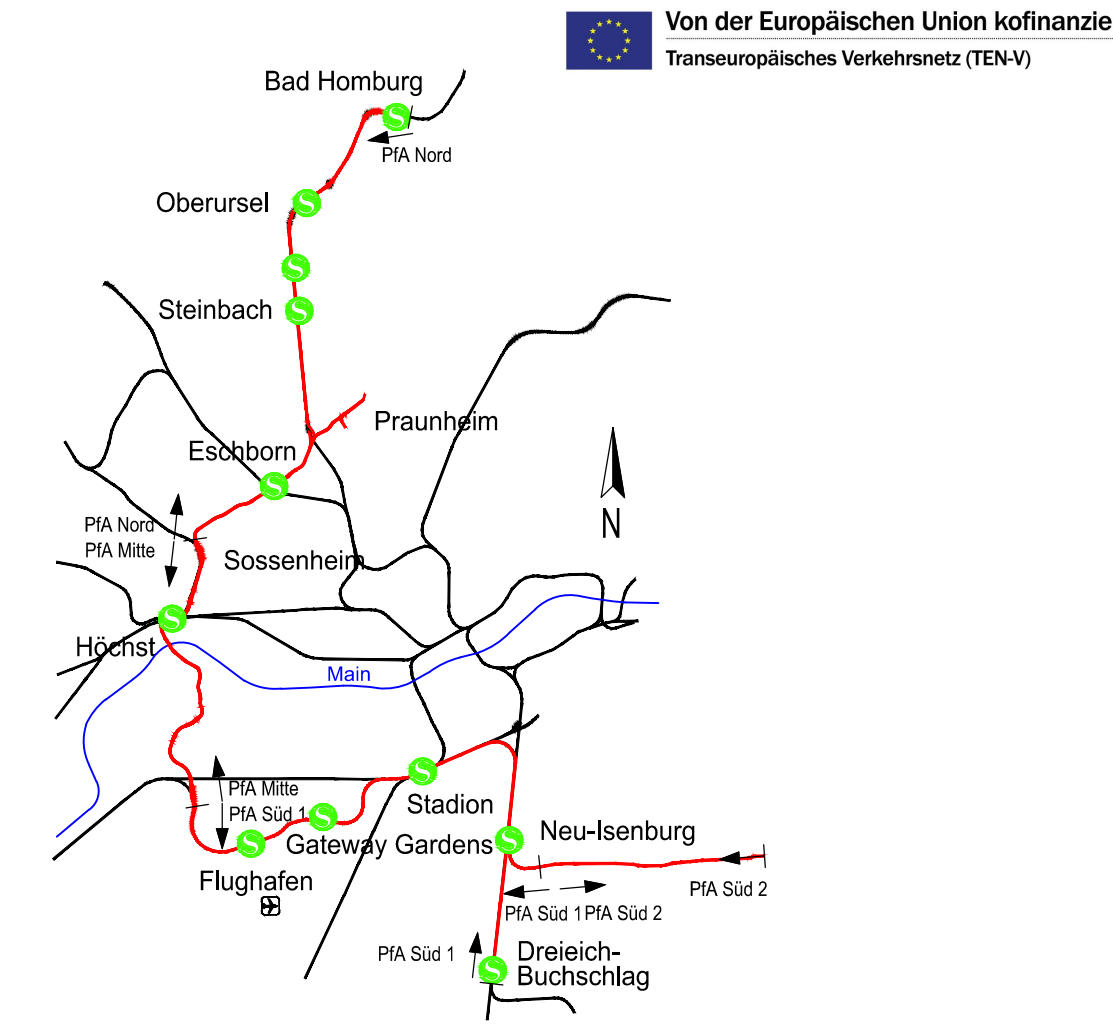 Von der Europäischen Union kofinanzie
Transeuropäisches Verkehrsnetz (TEN-V)
Bad Homburg
PfA Nord
Oberursel
S
S
S
S
Steinbach
Praunheim
Eschborn
S
PfA Nord
PfA Mitte
N
Sossenheim
S
Höchst
Main
PfA Mitte
PfA Süd 1
S
Stadion
S
S
Gateway Gardens
S
Neu-Isenburg
Flughafen
PfA Süd 2
PfA Süd 1
PfA Süd 2
PfA Süd 1
S
Dreieich-
Buchschlag